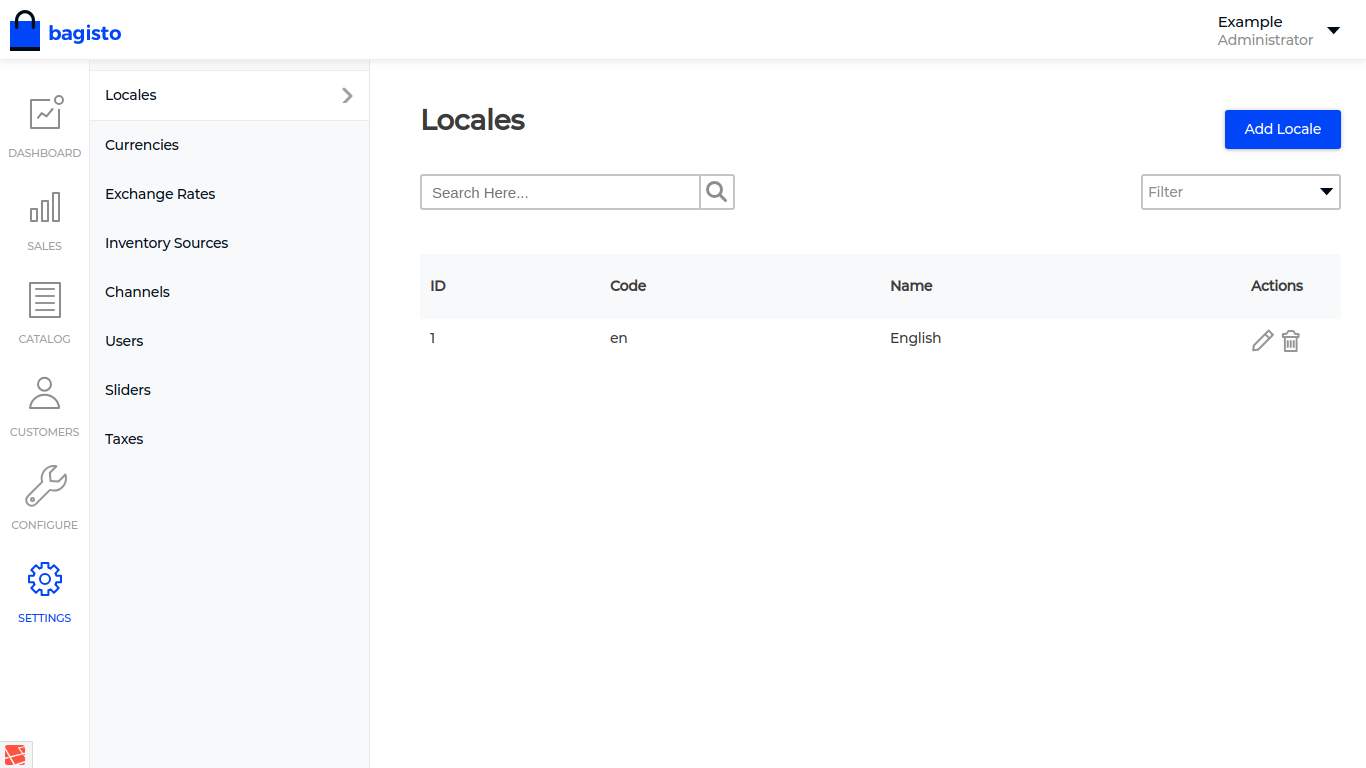 bagisto
Example
Administrator
DASHBOARD
SALES
CATALOG
CUSTOMERS
CONFIGURE
SETTINGS
Locales
Currencies
Exchange Rates
Inventory Sources
Channels
Users
Sliders
Taxes
Locales
Add Locale
Search Here...
Filter
ID Code Name Actions
1 en English